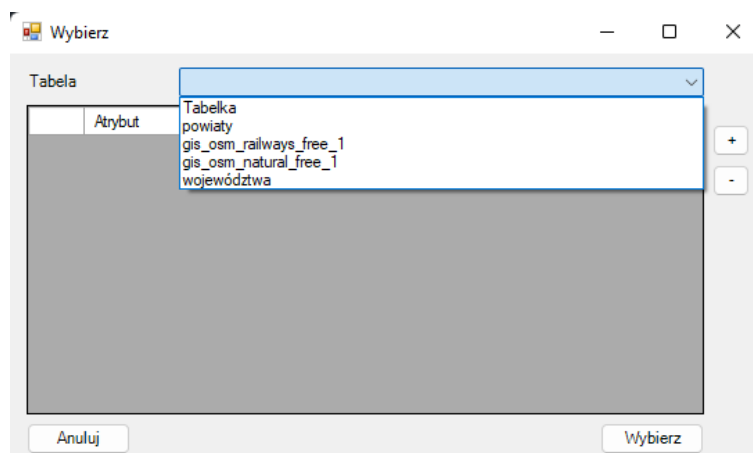 Wybierz
Tabela
Tabelka
Atrybut
powiaty
gis_osm_railways_free_1
gis_osm_natural_free_1
województwa
+
-
Anuluj
Wybierz